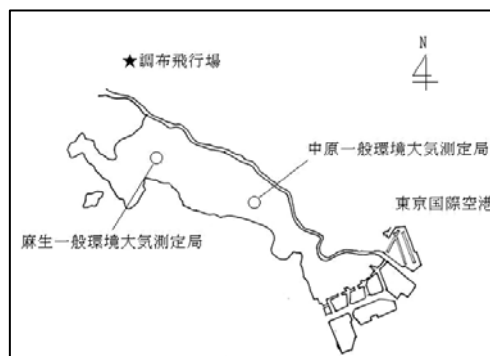 N
★調布飛行場
中原一般環境大気測定局
東京国際空港
麻生一般環境大気測定局